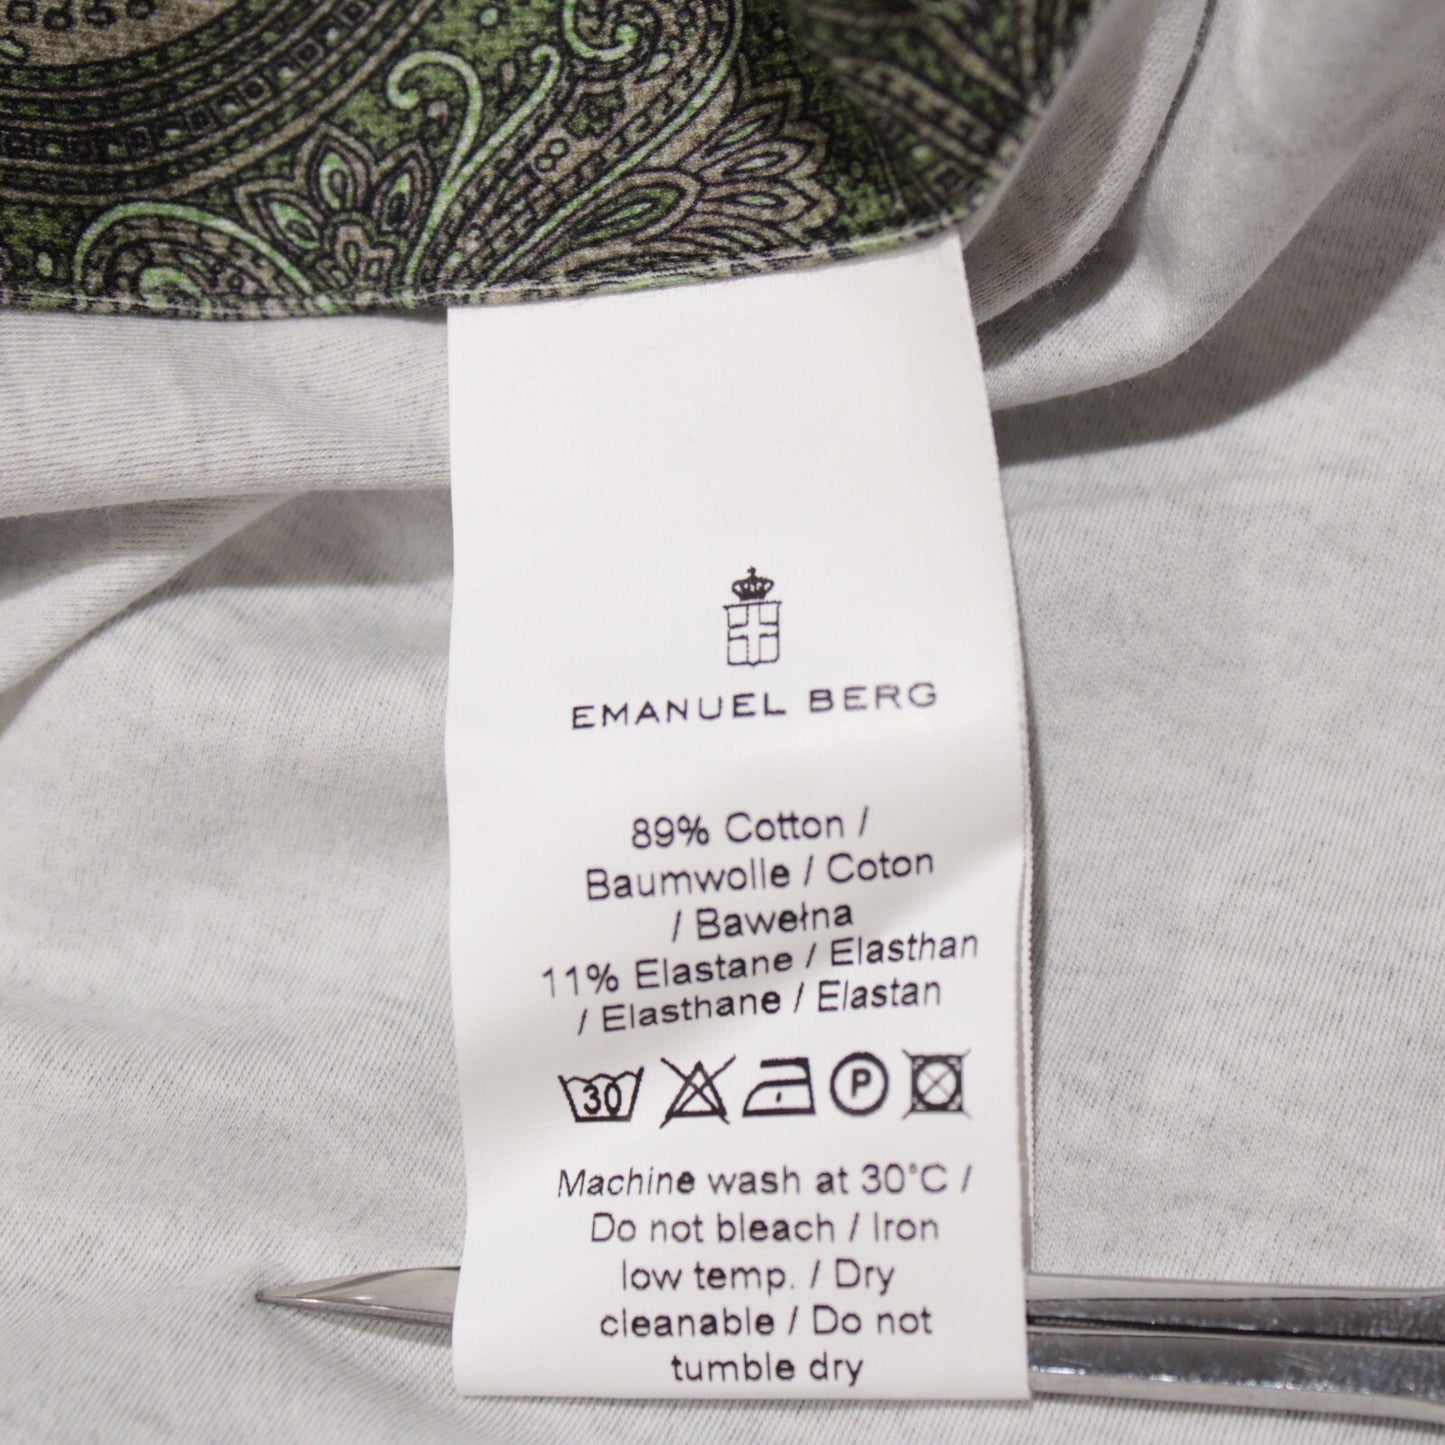 EMANUEL BERG
89% Cotton /
Baumwolle / Coton
/ Bawełna
11% Elastane / Elasthan
/ Elasthane / Elastan
30 P
Machine wash at 30°C /
Do not bleach / Iron
low temp. / Dry
cleanable / Do not
tumble dry